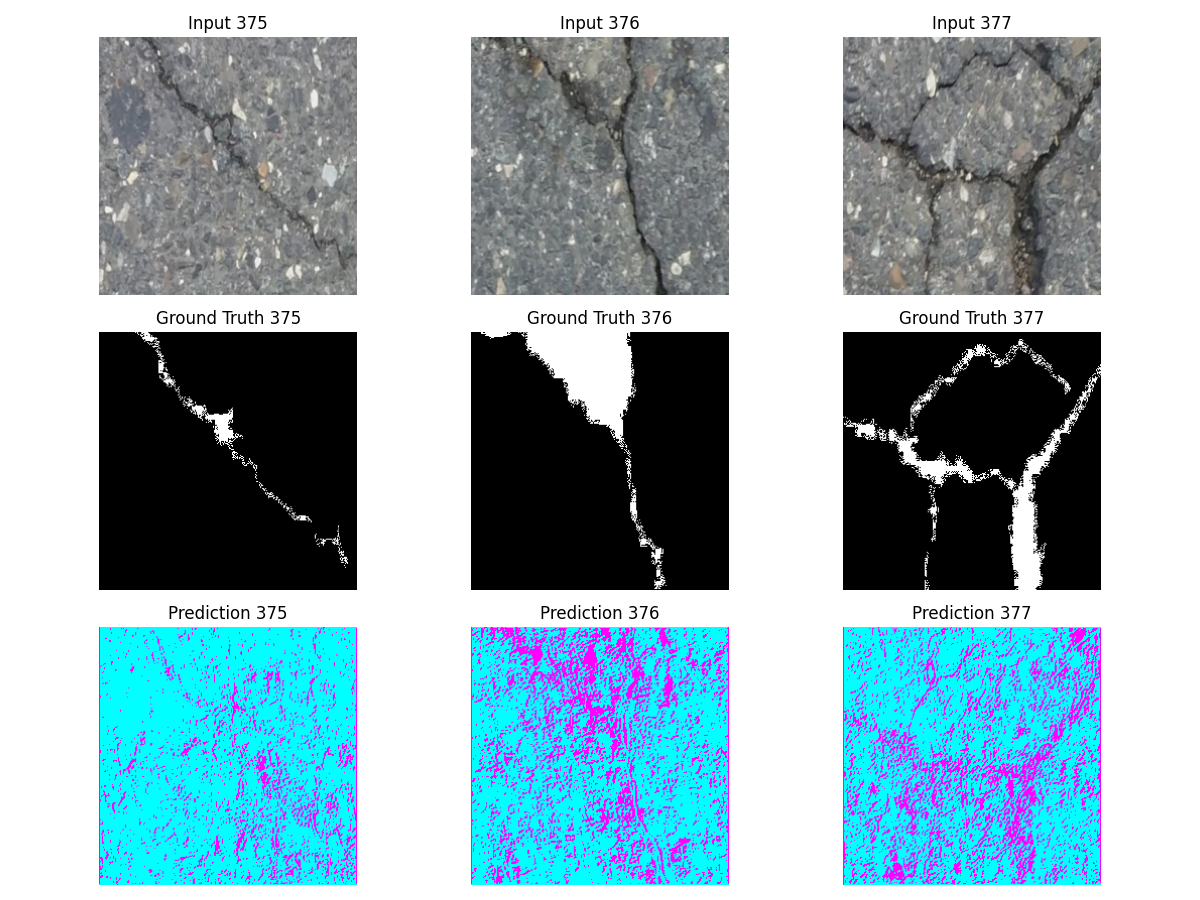 Input 375
Input 376
Input 377
Ground Truth 375
Ground Truth 376
Ground Truth 377
Prediction 375
Prediction 376
Prediction 377